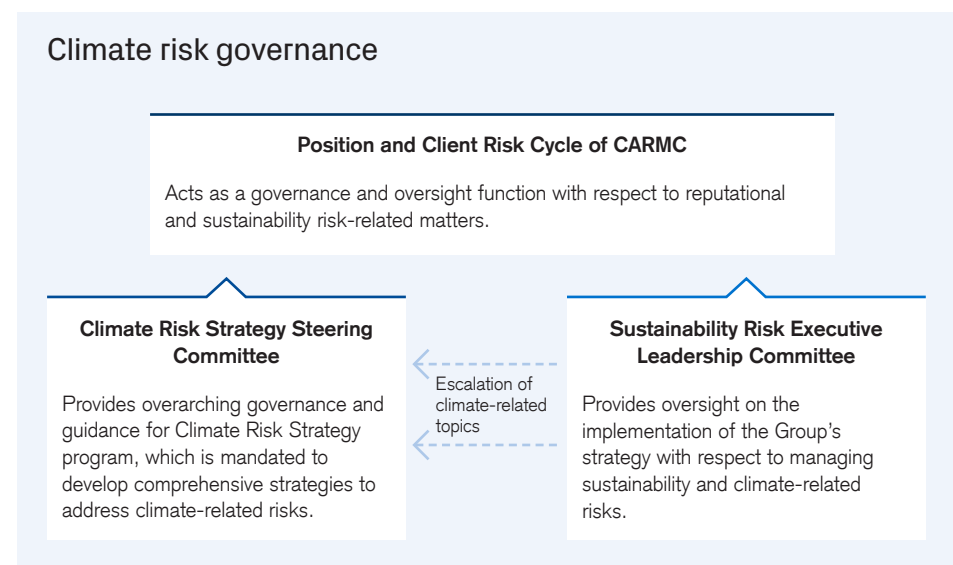 Climate risk governance
Position and Client Risk Cycle of CARMC
Acts as a governance and oversight function with respect to reputational
and sustainability risk-related matters.
Climate Risk Strategy Steering
Committee
Provides overarching governance and
guidance for Climate Risk Strategy
program, which is mandated to
develop comprehensive strategies to
address climate-related risks.
Escalation of
climate-related
topics
Sustainability Risk Executive
Leadership Committee
Provides oversight on the
implementation of the Group's
strategy with respect to managing
sustainability and climate-related
risks.